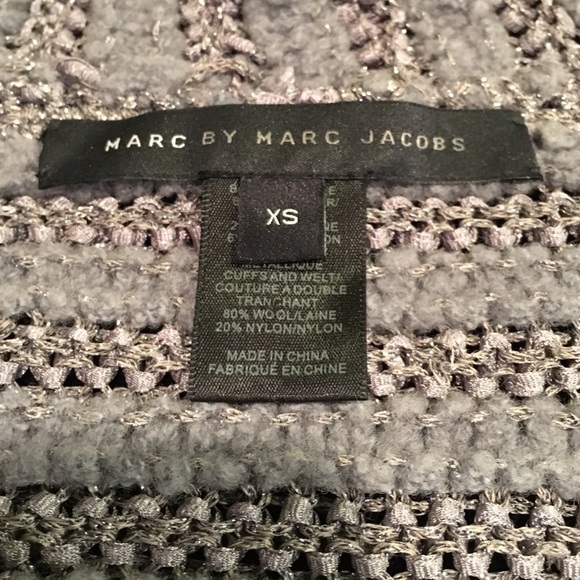 MARC BY MARC JACOBS
XS
METALLIQUE
CUFFS AND WELT/
COUTURE A DOUBLE
TRANCHANT
80% WOOL/LAINE
20% NYLON/NYLON
MADE IN CHINA
FABRIQUÉ EN CHINE